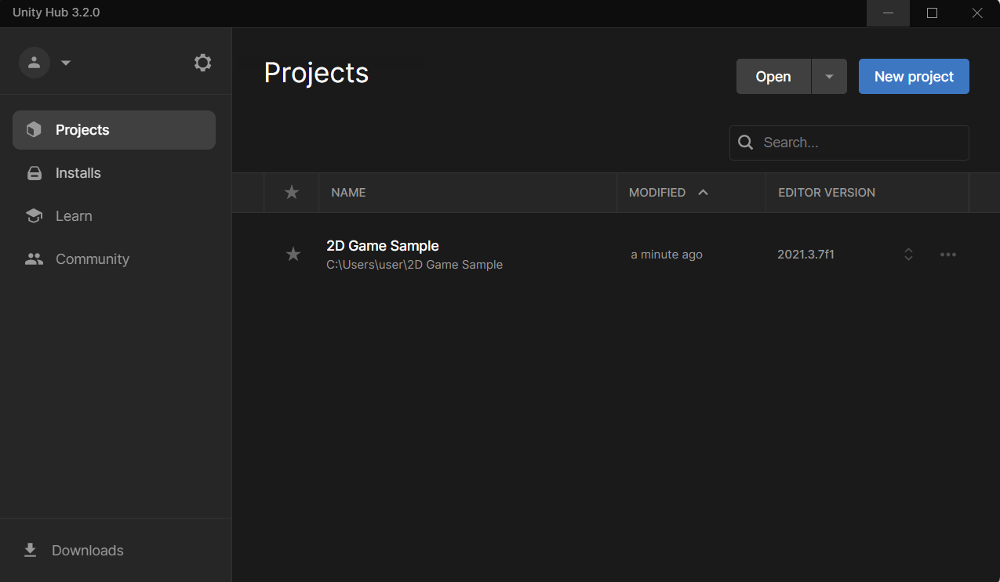 Unity Hub 3.2.0
Projects
Installs
Learn
Community
Downloads
Projects
Open
New project
Search...
NAME MODIFIED EDITOR VERSION
2D Game Sample
C:\Users\user\2D Game Sample
a minute ago
2021.3.7f1